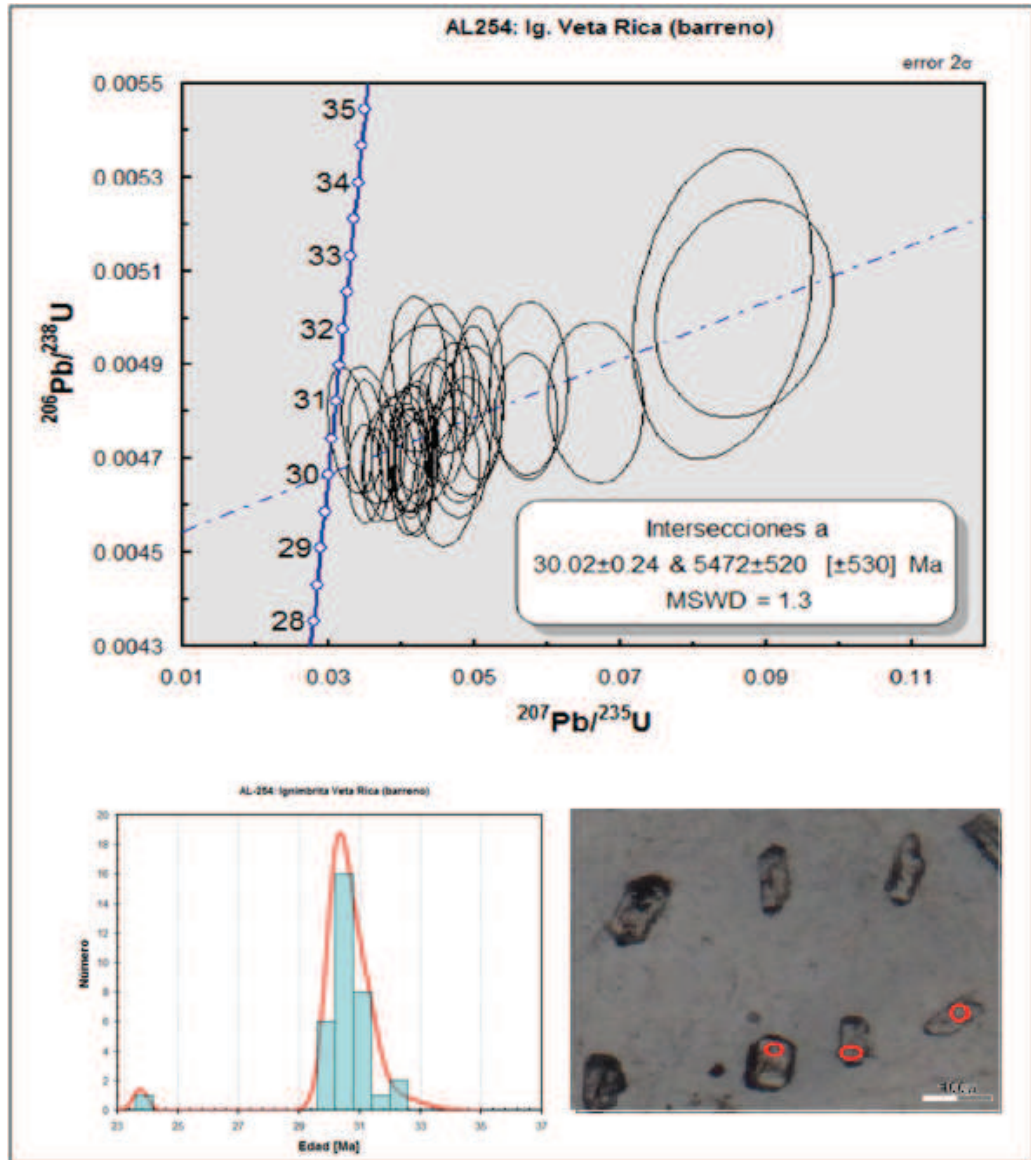 AL254: Ig. Veta Rica (barreno)
error 2σ
0.0055
0.0053
0.0051
0.0049
0.0047
0.0045
0.0043
206Pb/238U
35
34
33
32
31
30
29
28
Intersecciones a
30.02±0.24 & 5472±520 [±530] Ma
MSWD = 1.3
0.01 0.03 0.05 0.07 0.09 0.11
207Pb/235U
AL-254: Ignimbrita Veta Rica (barreno)
20
18
16
14
12
10
8
6
4
2
0
Número
23 25 27 29 31 33 35 37
Edad [Ma]